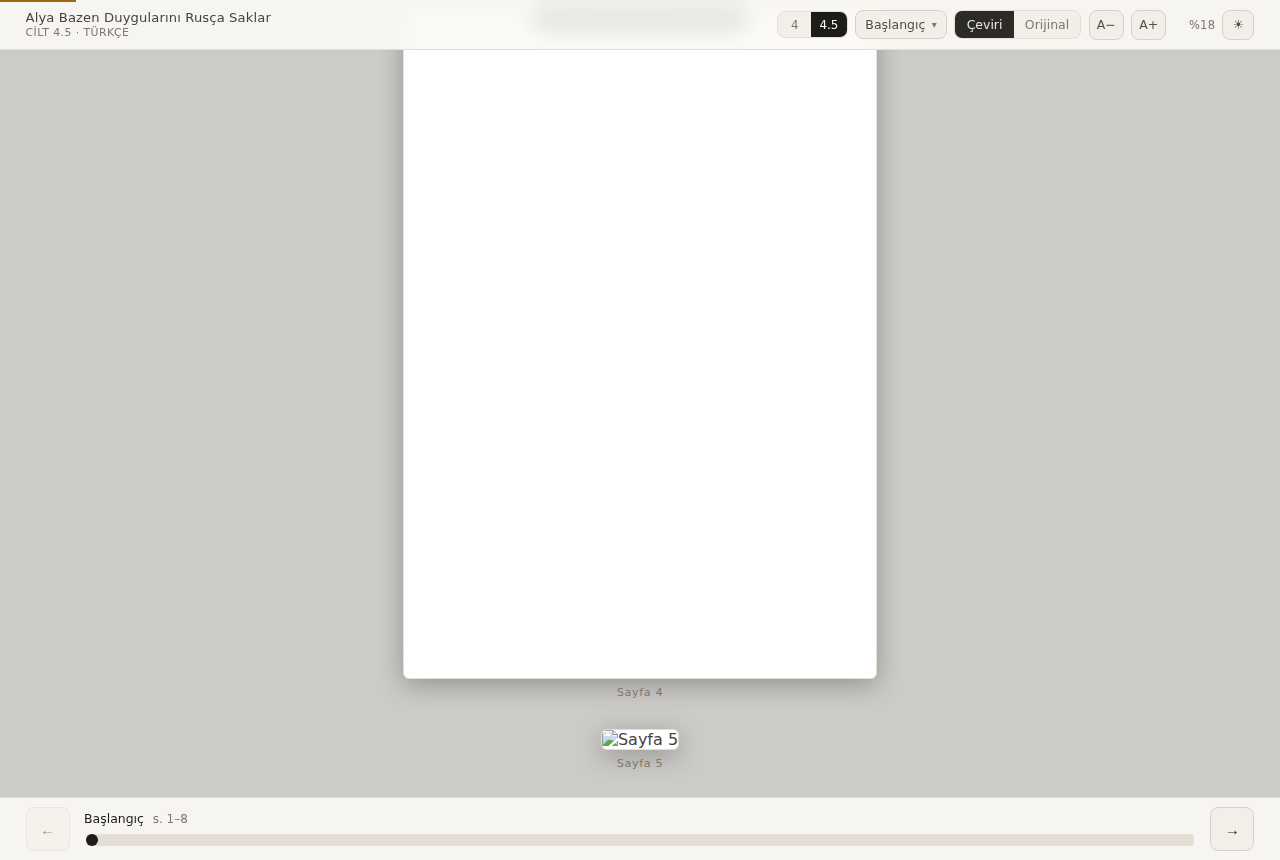 Alya Bazen Duygularını Rusça Saklar
CİLT 4.5 · TÜRKÇE
4 4.5 Başlangıç ▾ Çeviri Orijinal A− A+ %18 ☀
Sayfa 4
Sayfa 5
Sayfa 5
← Başlangıç s. 1–8 →